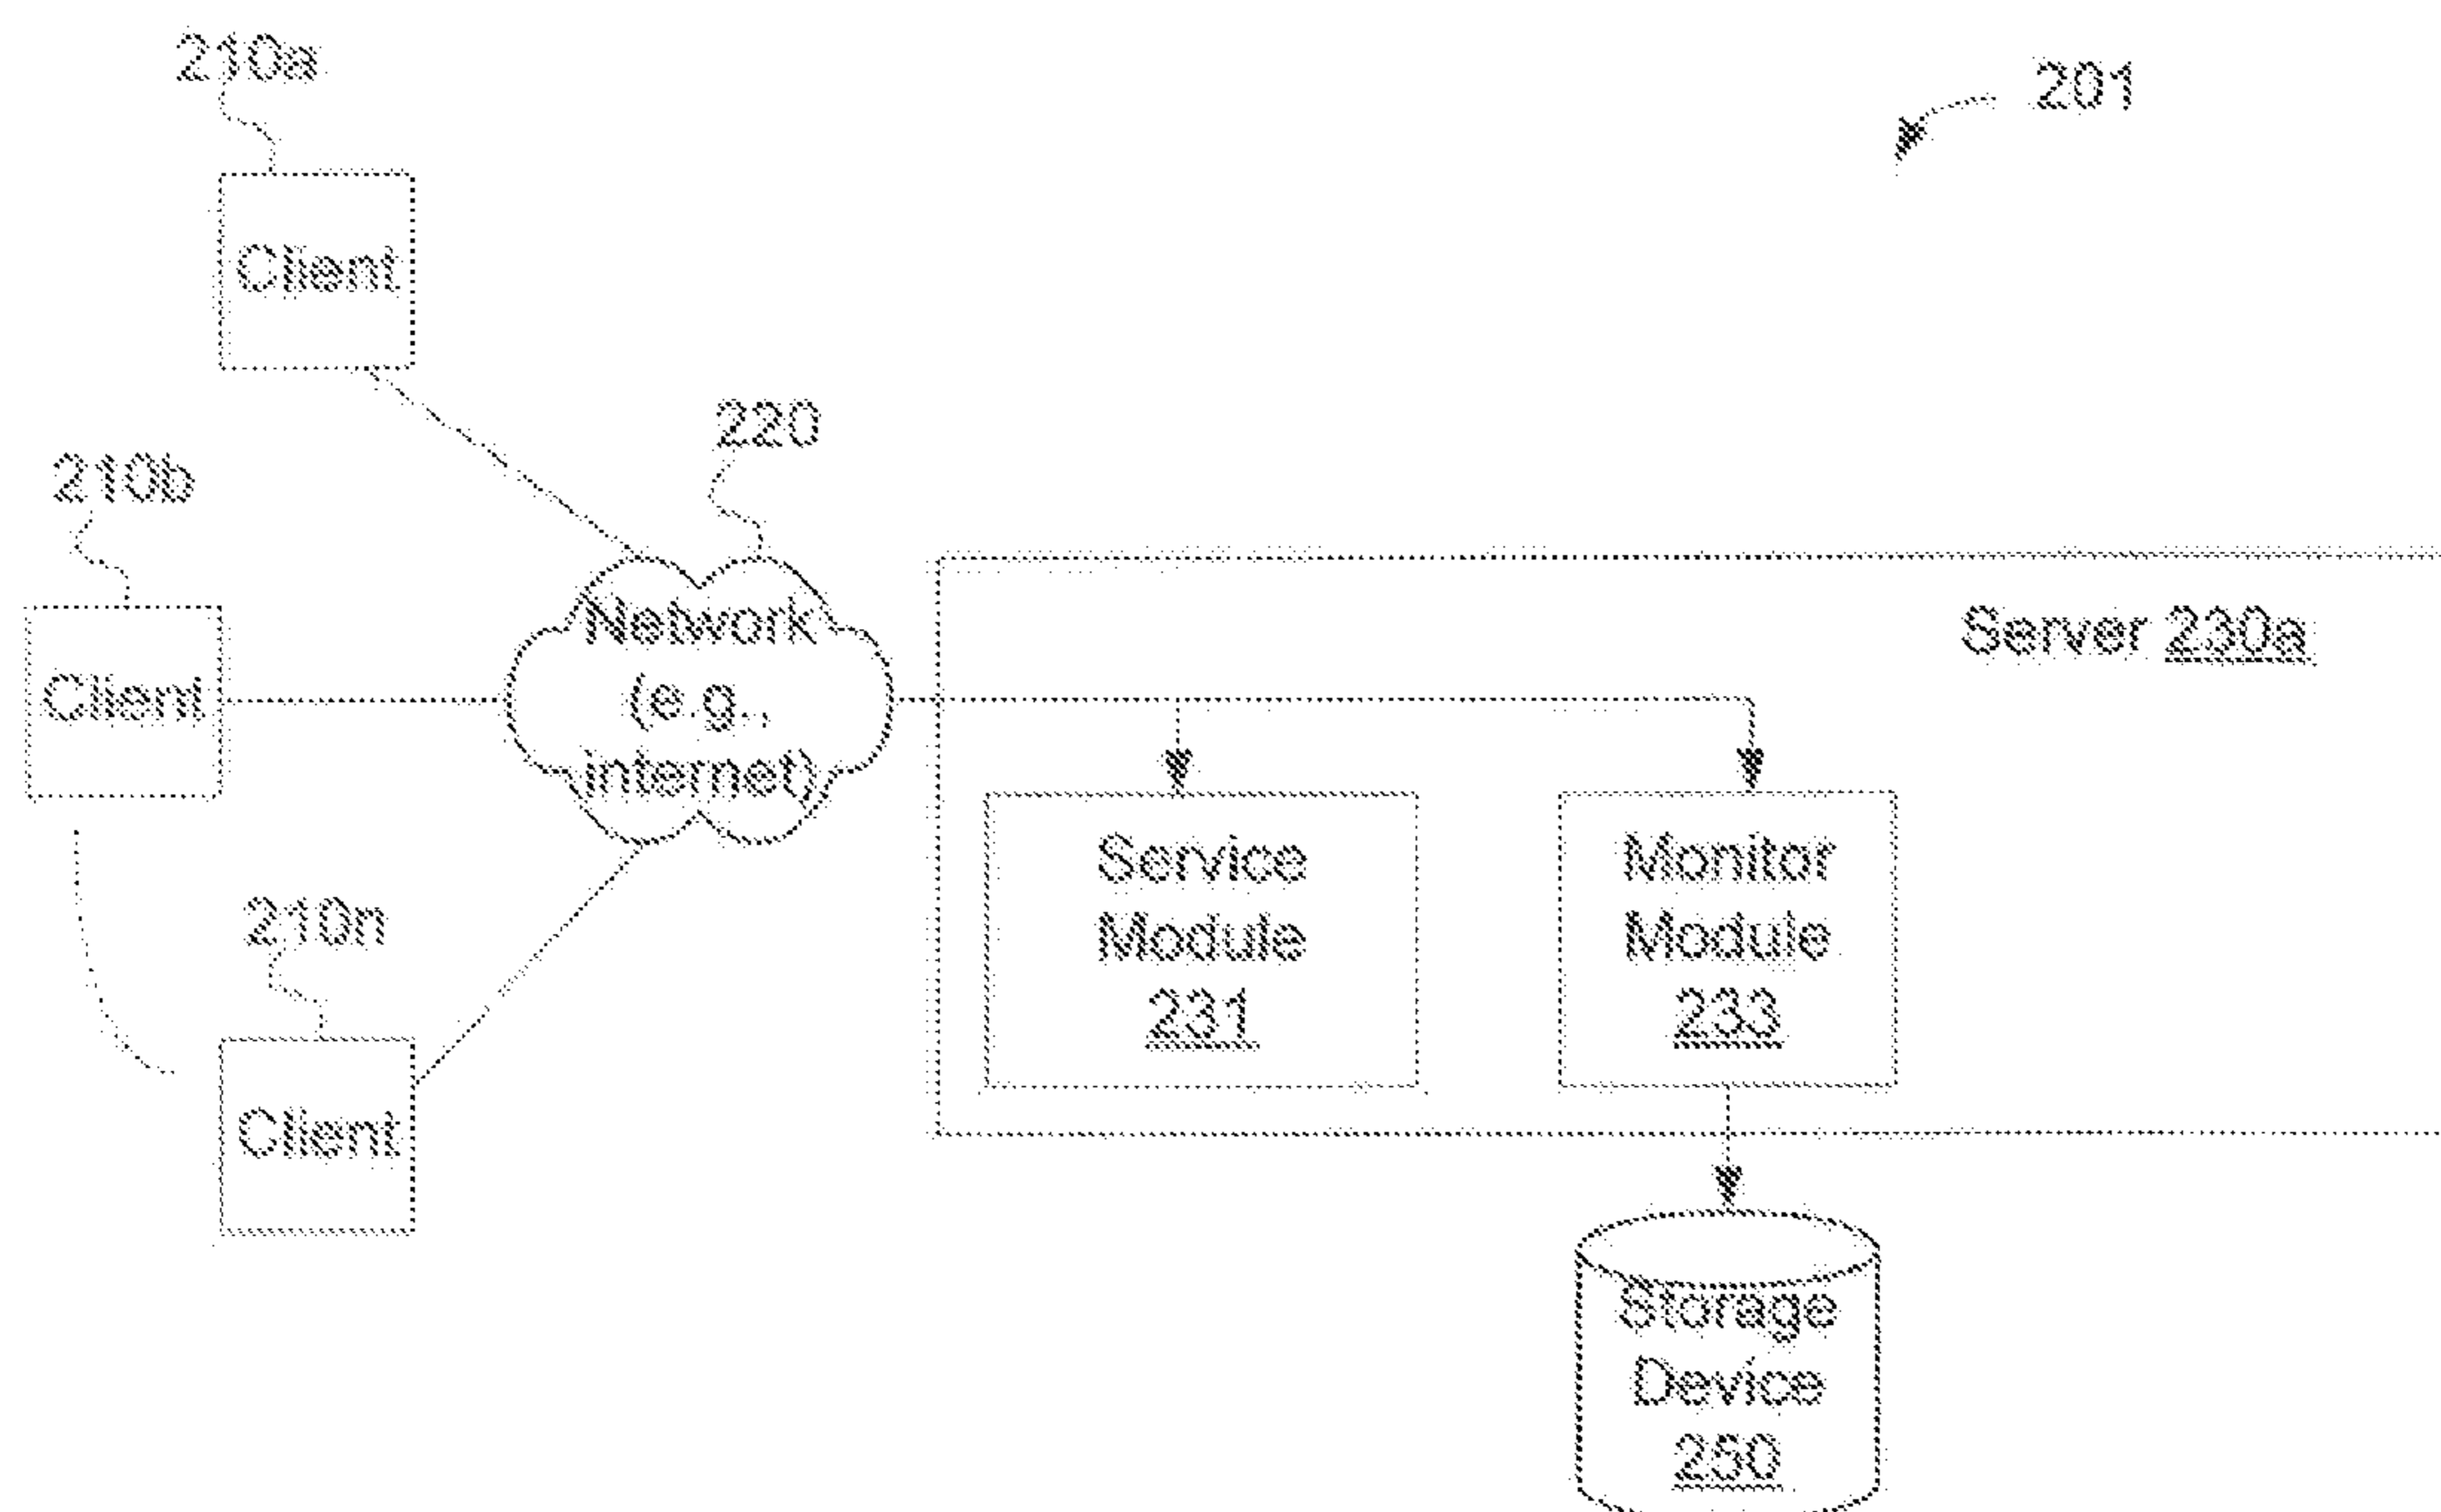 210a
201
Client
220
210b
Network
(e.g.,
internet)
Server 230a
Client
Service
Module
231
Monitor
Module
233
210n
Client
Storage
Device
250